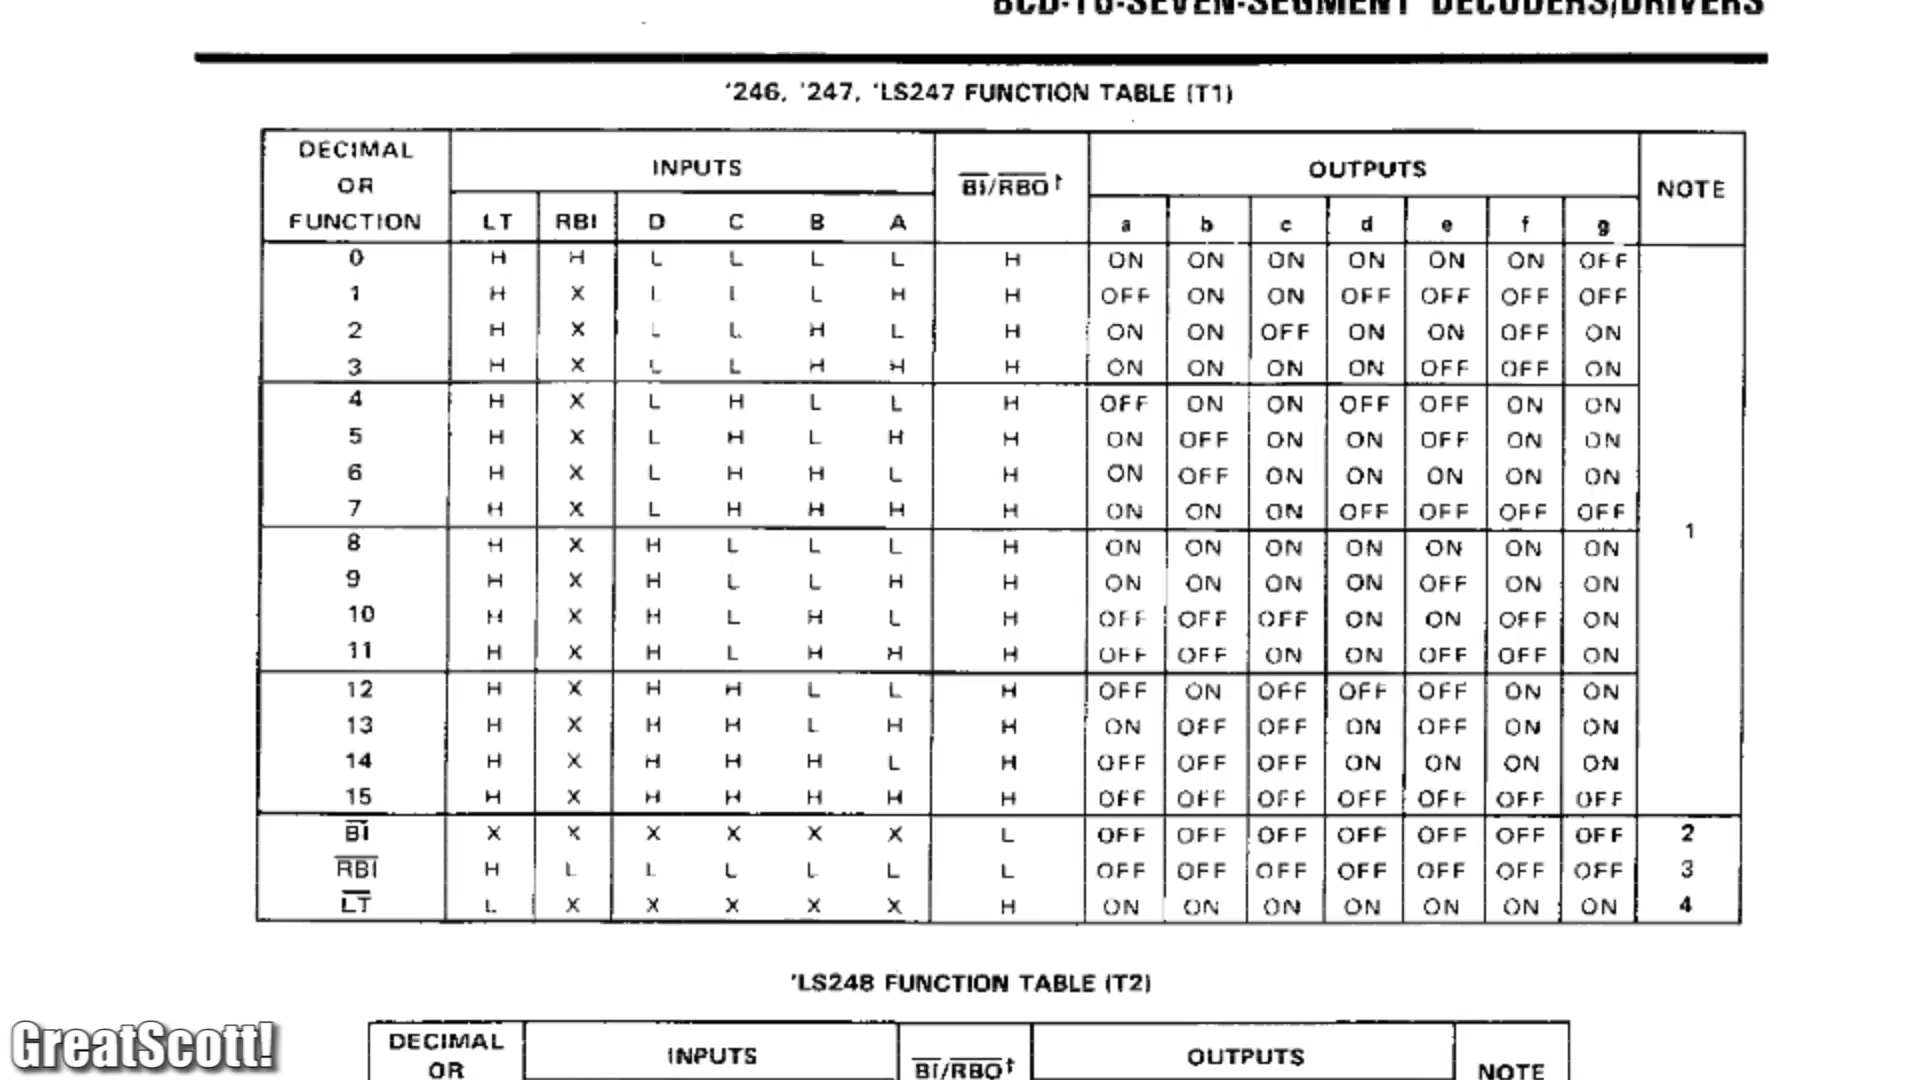 BCD-TO-SEVEN-SEGMENT DECODERS/DRIVERS
'246, '247, 'LS247 FUNCTION TABLE (T1)
DECIMAL OR FUNCTION INPUTS BI/RBO† OUTPUTS NOTE
LT RBI D C B A a b c d e f g
0 H H L L L L H ON ON ON ON ON ON OFF
1 H X L L L H H OFF ON ON OFF OFF OFF OFF
2 H X L L H L H ON ON OFF ON ON OFF ON
3 H X L L H H H ON ON ON ON OFF OFF ON
4 H X L H L L H OFF ON ON OFF OFF ON ON
5 H X L H L H H ON OFF ON ON OFF ON ON
6 H X L H H L H ON OFF ON ON ON ON ON
7 H X L H H H H ON ON ON OFF OFF OFF OFF
1
8 H X H L L L H ON ON ON ON ON ON ON
9 H X H L L H H ON ON ON ON OFF ON ON
10 H X H L H L H OFF OFF OFF ON ON OFF ON
11 H X H L H H H OFF OFF ON ON OFF OFF ON
12 H X H H L L H OFF ON OFF OFF OFF ON ON
13 H X H H L H H ON OFF OFF ON OFF ON ON
14 H X H H H L H OFF OFF OFF ON ON ON ON
15 H X H H H H H OFF OFF OFF OFF OFF OFF OFF
BI X X X X X X L OFF OFF OFF OFF OFF OFF OFF 2
RBI H L L L L L L OFF OFF OFF OFF OFF OFF OFF 3
LT L X X X X X H ON ON ON ON ON ON ON 4
'LS248 FUNCTION TABLE (T2)
DECIMAL OR INPUTS BI/RBO† OUTPUTS NOTE
GreatScott!